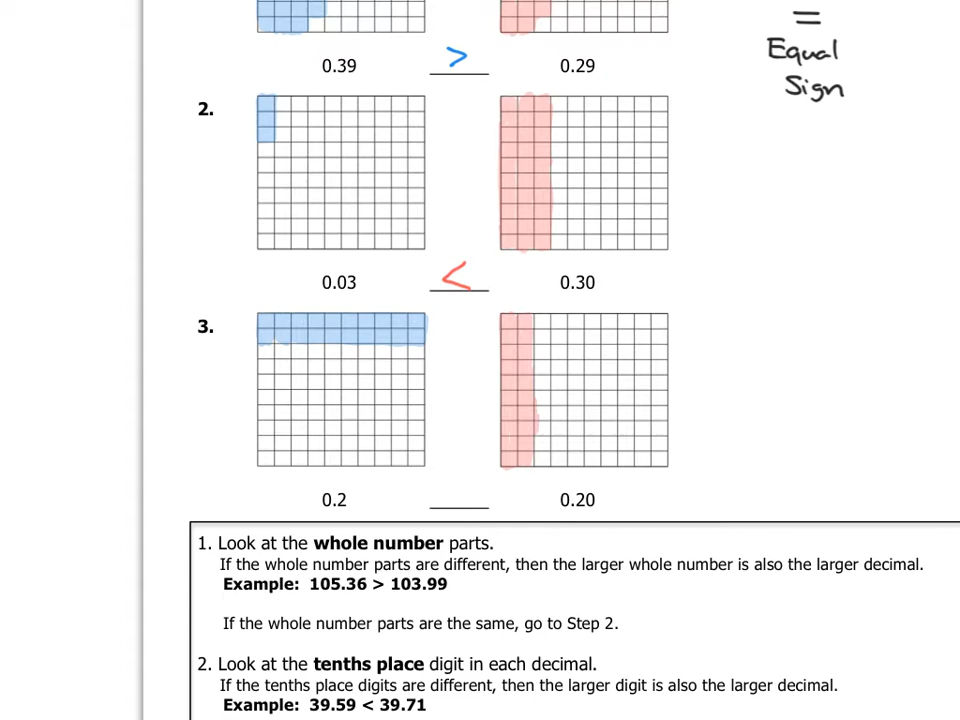 =
Equal
Sign
0.39 > 0.29
2.
0.03 < 0.30
3.
0.2 ______ 0.20
1. Look at the whole number parts.
If the whole number parts are different, then the larger whole number is also the larger decimal.
Example: 105.36 > 103.99
If the whole number parts are the same, go to Step 2.
2. Look at the tenths place digit in each decimal.
If the tenths place digits are different, then the larger digit is also the larger decimal.
Example: 39.59 < 39.71